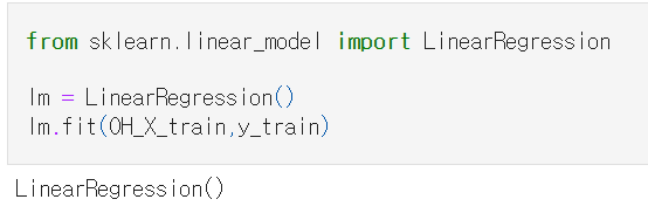 from sklearn.linear_model import LinearRegression
lm = LinearRegression()
lm.fit(OH_X_train,y_train)
LinearRegression()